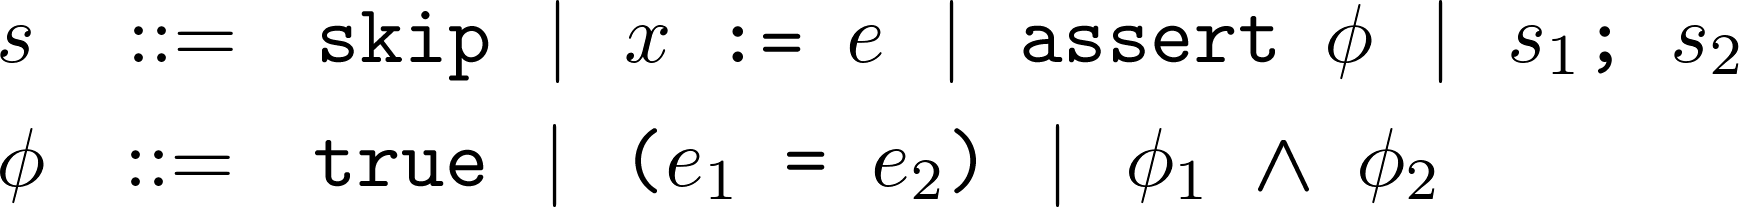 s ::= skip | x := e | assert ϕ | s₁; s₂
ϕ ::= true | (e₁ = e₂) | ϕ₁ ∧ ϕ₂